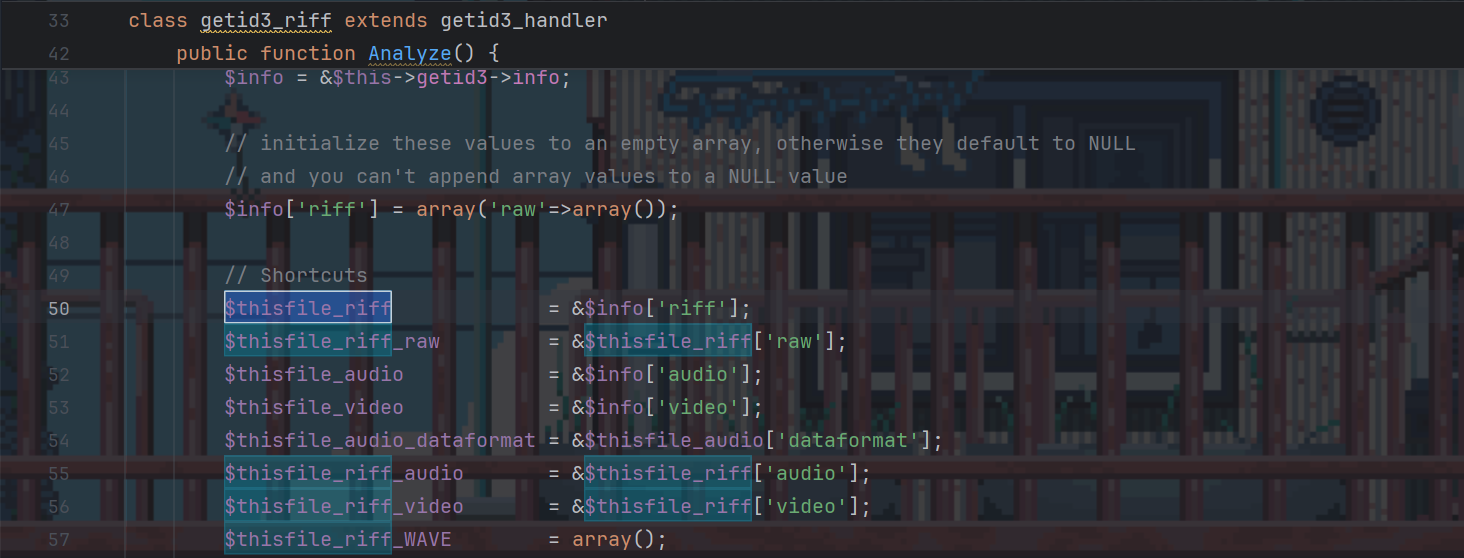 33 class getid3_riff extends getid3_handler
42 public function Analyze() {
43 $info = &$this->getid3->info;
44
45 // initialize these values to an empty array, otherwise they default to NULL
46 // and you can't append array values to a NULL value
47 $info['riff'] = array('raw'=>array());
48
49 // Shortcuts
50 $thisfile_riff = &$info['riff'];
51 $thisfile_riff_raw = &$thisfile_riff['raw'];
52 $thisfile_audio = &$info['audio'];
53 $thisfile_video = &$info['video'];
54 $thisfile_audio_dataformat = &$thisfile_audio['dataformat'];
55 $thisfile_riff_audio = &$thisfile_riff['audio'];
56 $thisfile_riff_video = &$thisfile_riff['video'];
57 $thisfile_riff_WAVE = array();